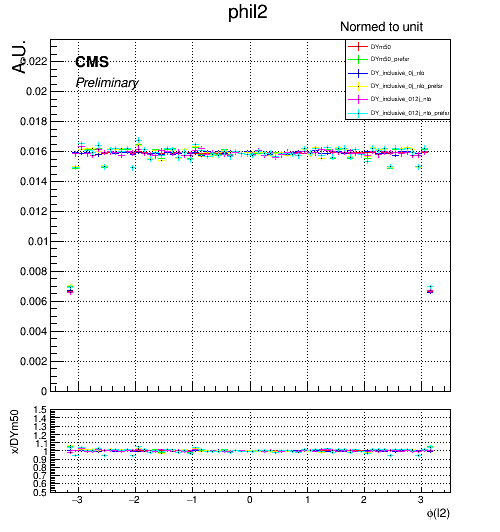 phil2
Normed to unit
A.U.
CMS
Preliminary
DYm50
DYm50_prefsr
DY_inclusive_0j_nlo
DY_inclusive_0j_nlo_prefsr
DY_inclusive_012j_nlo
DY_inclusive_012j_nlo_prefsr
0.022
0.02
0.018
0.016
0.014
0.012
0.01
0.008
0.006
0.004
0.002
0
x/DYm50
1.5
1.4
1.3
1.2
1.1
1
0.9
0.8
0.7
0.6
0.5
−3 −2 −1 0 1 2 3
ϕ(l2)